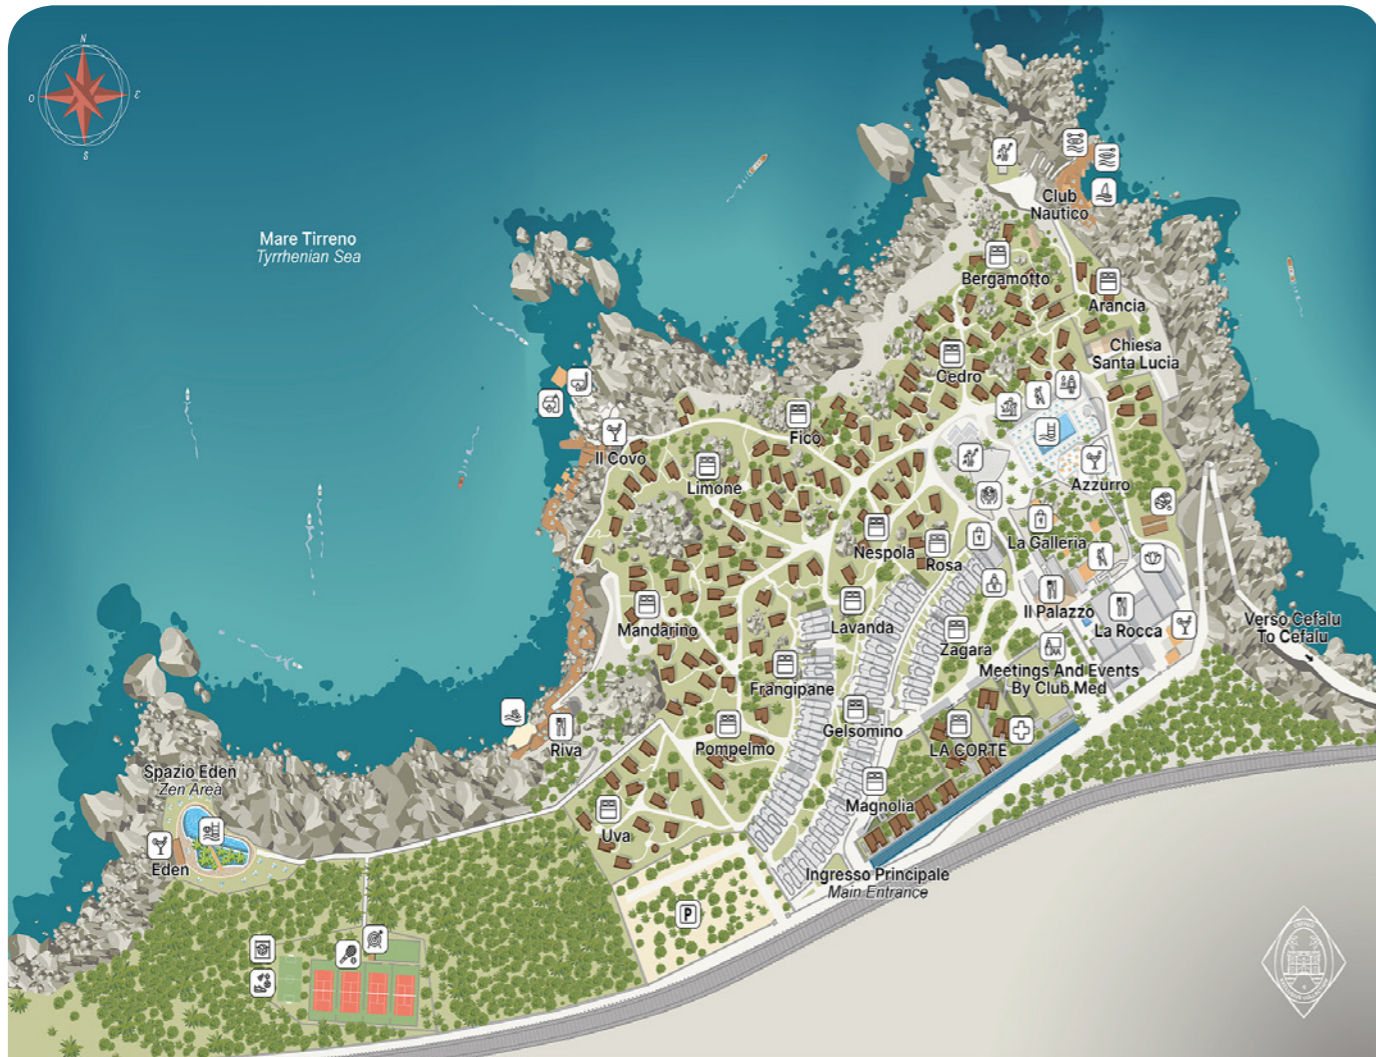 N
O
E
S
Mare Tirreno
Tyrrhenian Sea
Club
Nautico
Bergamotto
Arancia
Chiesa
Santa Lucia
Cedro
Fico
Il Covo
Limone
Azzurro
Nespola
Rosa
La Galleria
Mandarino
Lavanda
Il Palazzo
La Rocca
Zagara
Verso Cefalu
To Cefalu
Meetings And Events
By Club Med
Frangipane
Gelsomino
Riva
Pompelmo
LA CORTE
Spazio Eden
Zen Area
Magnolia
Uva
Eden
Ingresso Principale
Main Entrance
P